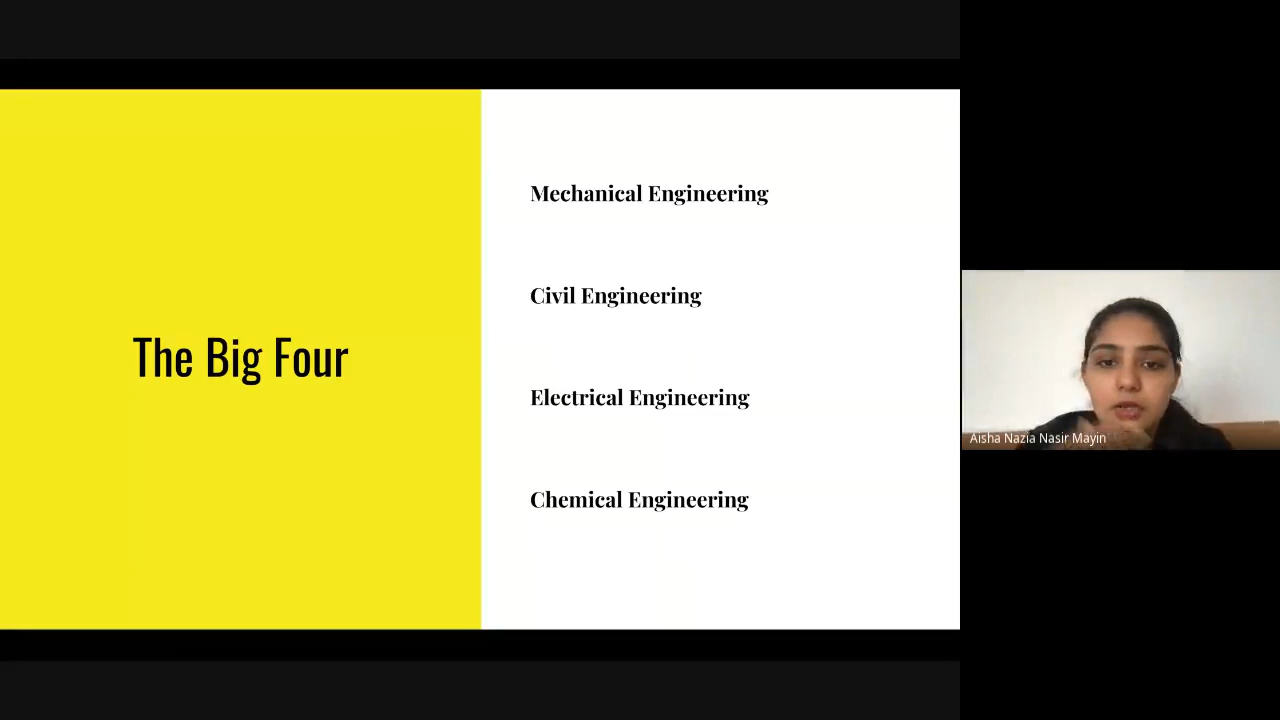 The Big Four
Mechanical Engineering
Civil Engineering
Electrical Engineering
Chemical Engineering
Aisha Nazia Nasir Mayin